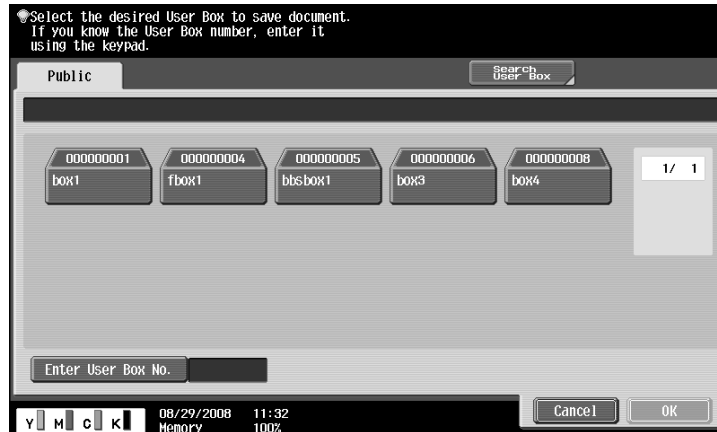 Select the desired User Box to save document.
If you know the User Box number, enter it
using the keypad.
Public
Search
User Box
000000001
box1
000000004
fbox1
000000005
bbsbox1
000000006
box3
000000008
box4
1/ 1
Enter User Box No.
Cancel
OK
Y M C K
08/29/2008 11:32
Memory 100%